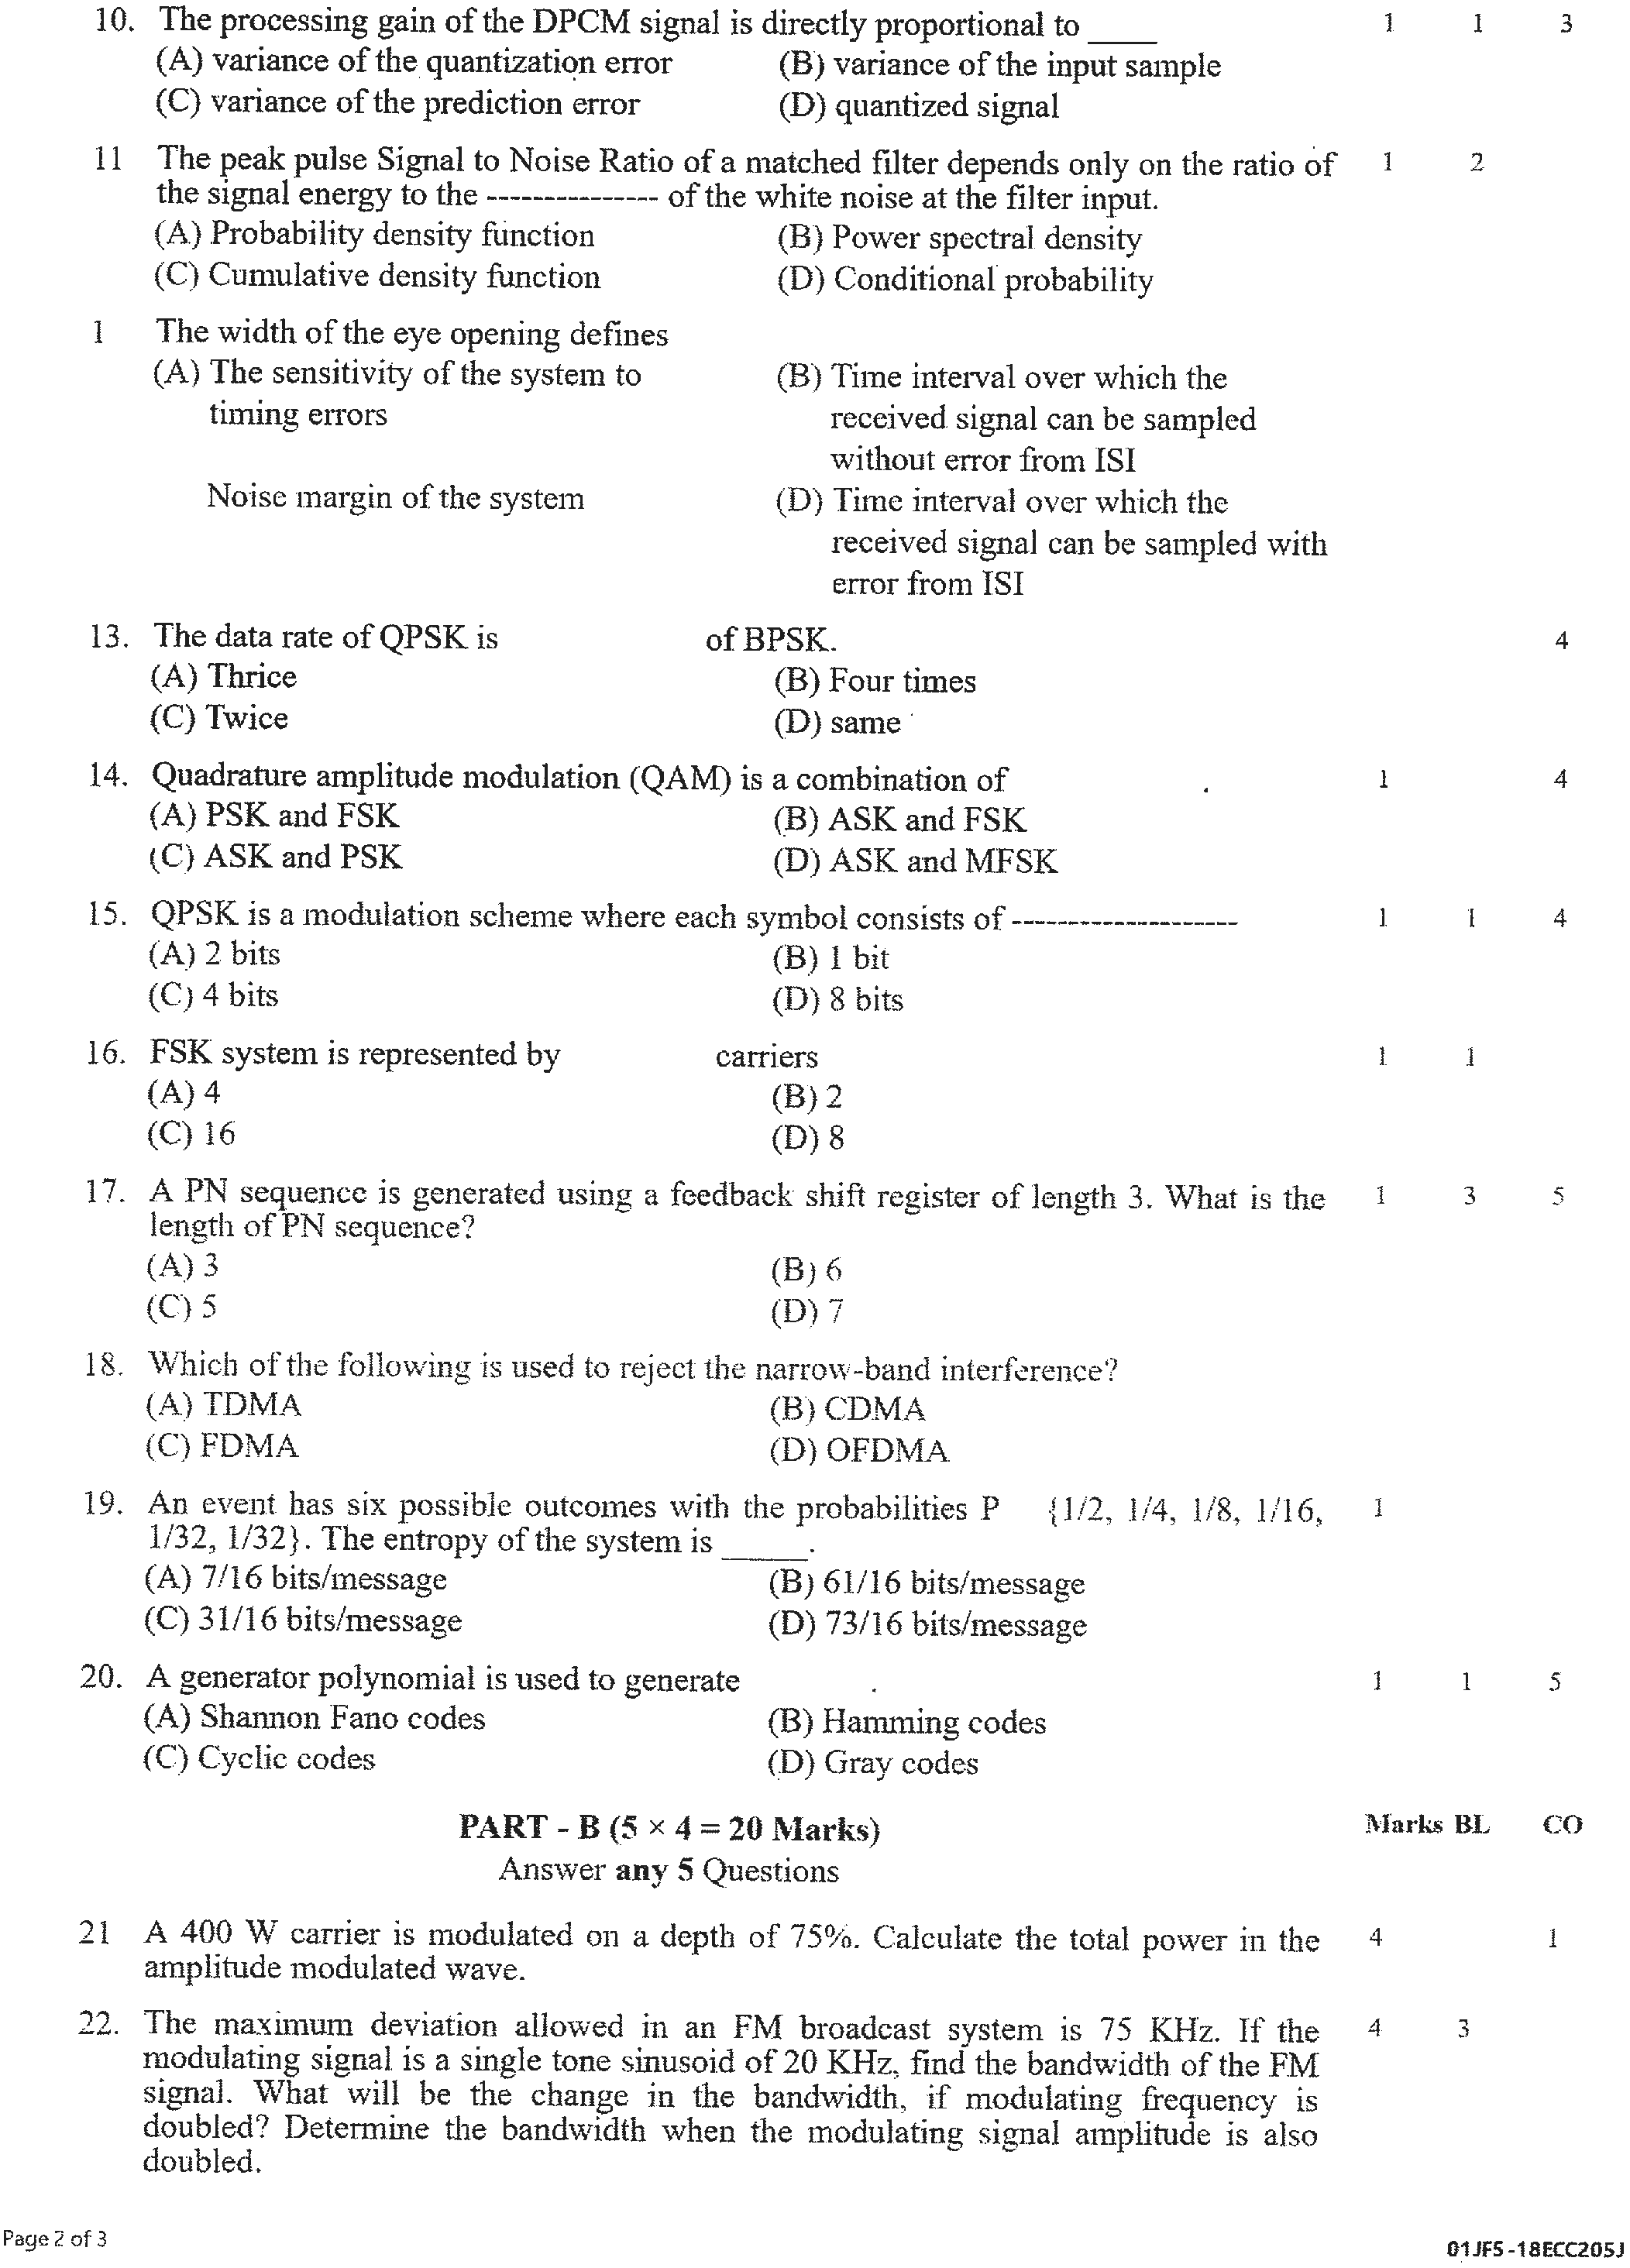 10. The processing gain of the DPCM signal is directly proportional to ____ 1 1 3
(A) variance of the quantization error (B) variance of the input sample
(C) variance of the prediction error (D) quantized signal
11 The peak pulse Signal to Noise Ratio of a matched filter depends only on the ratio of 1 2
the signal energy to the --------------- of the white noise at the filter input.
(A) Probability density function (B) Power spectral density
(C) Cumulative density function (D) Conditional probability
1 The width of the eye opening defines
(A) The sensitivity of the system to (B) Time interval over which the
timing errors received signal can be sampled
without error from ISI
Noise margin of the system (D) Time interval over which the
received signal can be sampled with
error from ISI
13. The data rate of QPSK is of BPSK. 4
(A) Thrice (B) Four times
(C) Twice (D) same
14. Quadrature amplitude modulation (QAM) is a combination of . 1 4
(A) PSK and FSK (B) ASK and FSK
(C) ASK and PSK (D) ASK and MFSK
15. QPSK is a modulation scheme where each symbol consists of -------------------- 1 1 4
(A) 2 bits (B) 1 bit
(C) 4 bits (D) 8 bits
16. FSK system is represented by carriers 1 1
(A) 4 (B) 2
(C) 16 (D) 8
17. A PN sequence is generated using a feedback shift register of length 3. What is the 1 3 5
length of PN sequence?
(A) 3 (B) 6
(C) 5 (D) 7
18. Which of the following is used to reject the narrow-band interference?
(A) TDMA (B) CDMA
(C) FDMA (D) OFDMA
19. An event has six possible outcomes with the probabilities P {1/2, 1/4, 1/8, 1/16, 1
1/32, 1/32}. The entropy of the system is _____.
(A) 7/16 bits/message (B) 61/16 bits/message
(C) 31/16 bits/message (D) 73/16 bits/message
20. A generator polynomial is used to generate . 1 1 5
(A) Shannon Fano codes (B) Hamming codes
(C) Cyclic codes (D) Gray codes
PART - B (5 × 4 = 20 Marks) Marks BL CO
Answer any 5 Questions
21 A 400 W carrier is modulated on a depth of 75%. Calculate the total power in the 4 1
amplitude modulated wave.
22. The maximum deviation allowed in an FM broadcast system is 75 KHz. If the 4 3
modulating signal is a single tone sinusoid of 20 KHz, find the bandwidth of the FM
signal. What will be the change in the bandwidth, if modulating frequency is
doubled? Determine the bandwidth when the modulating signal amplitude is also
doubled.
Page 2 of 3 01JF5-18ECC205J